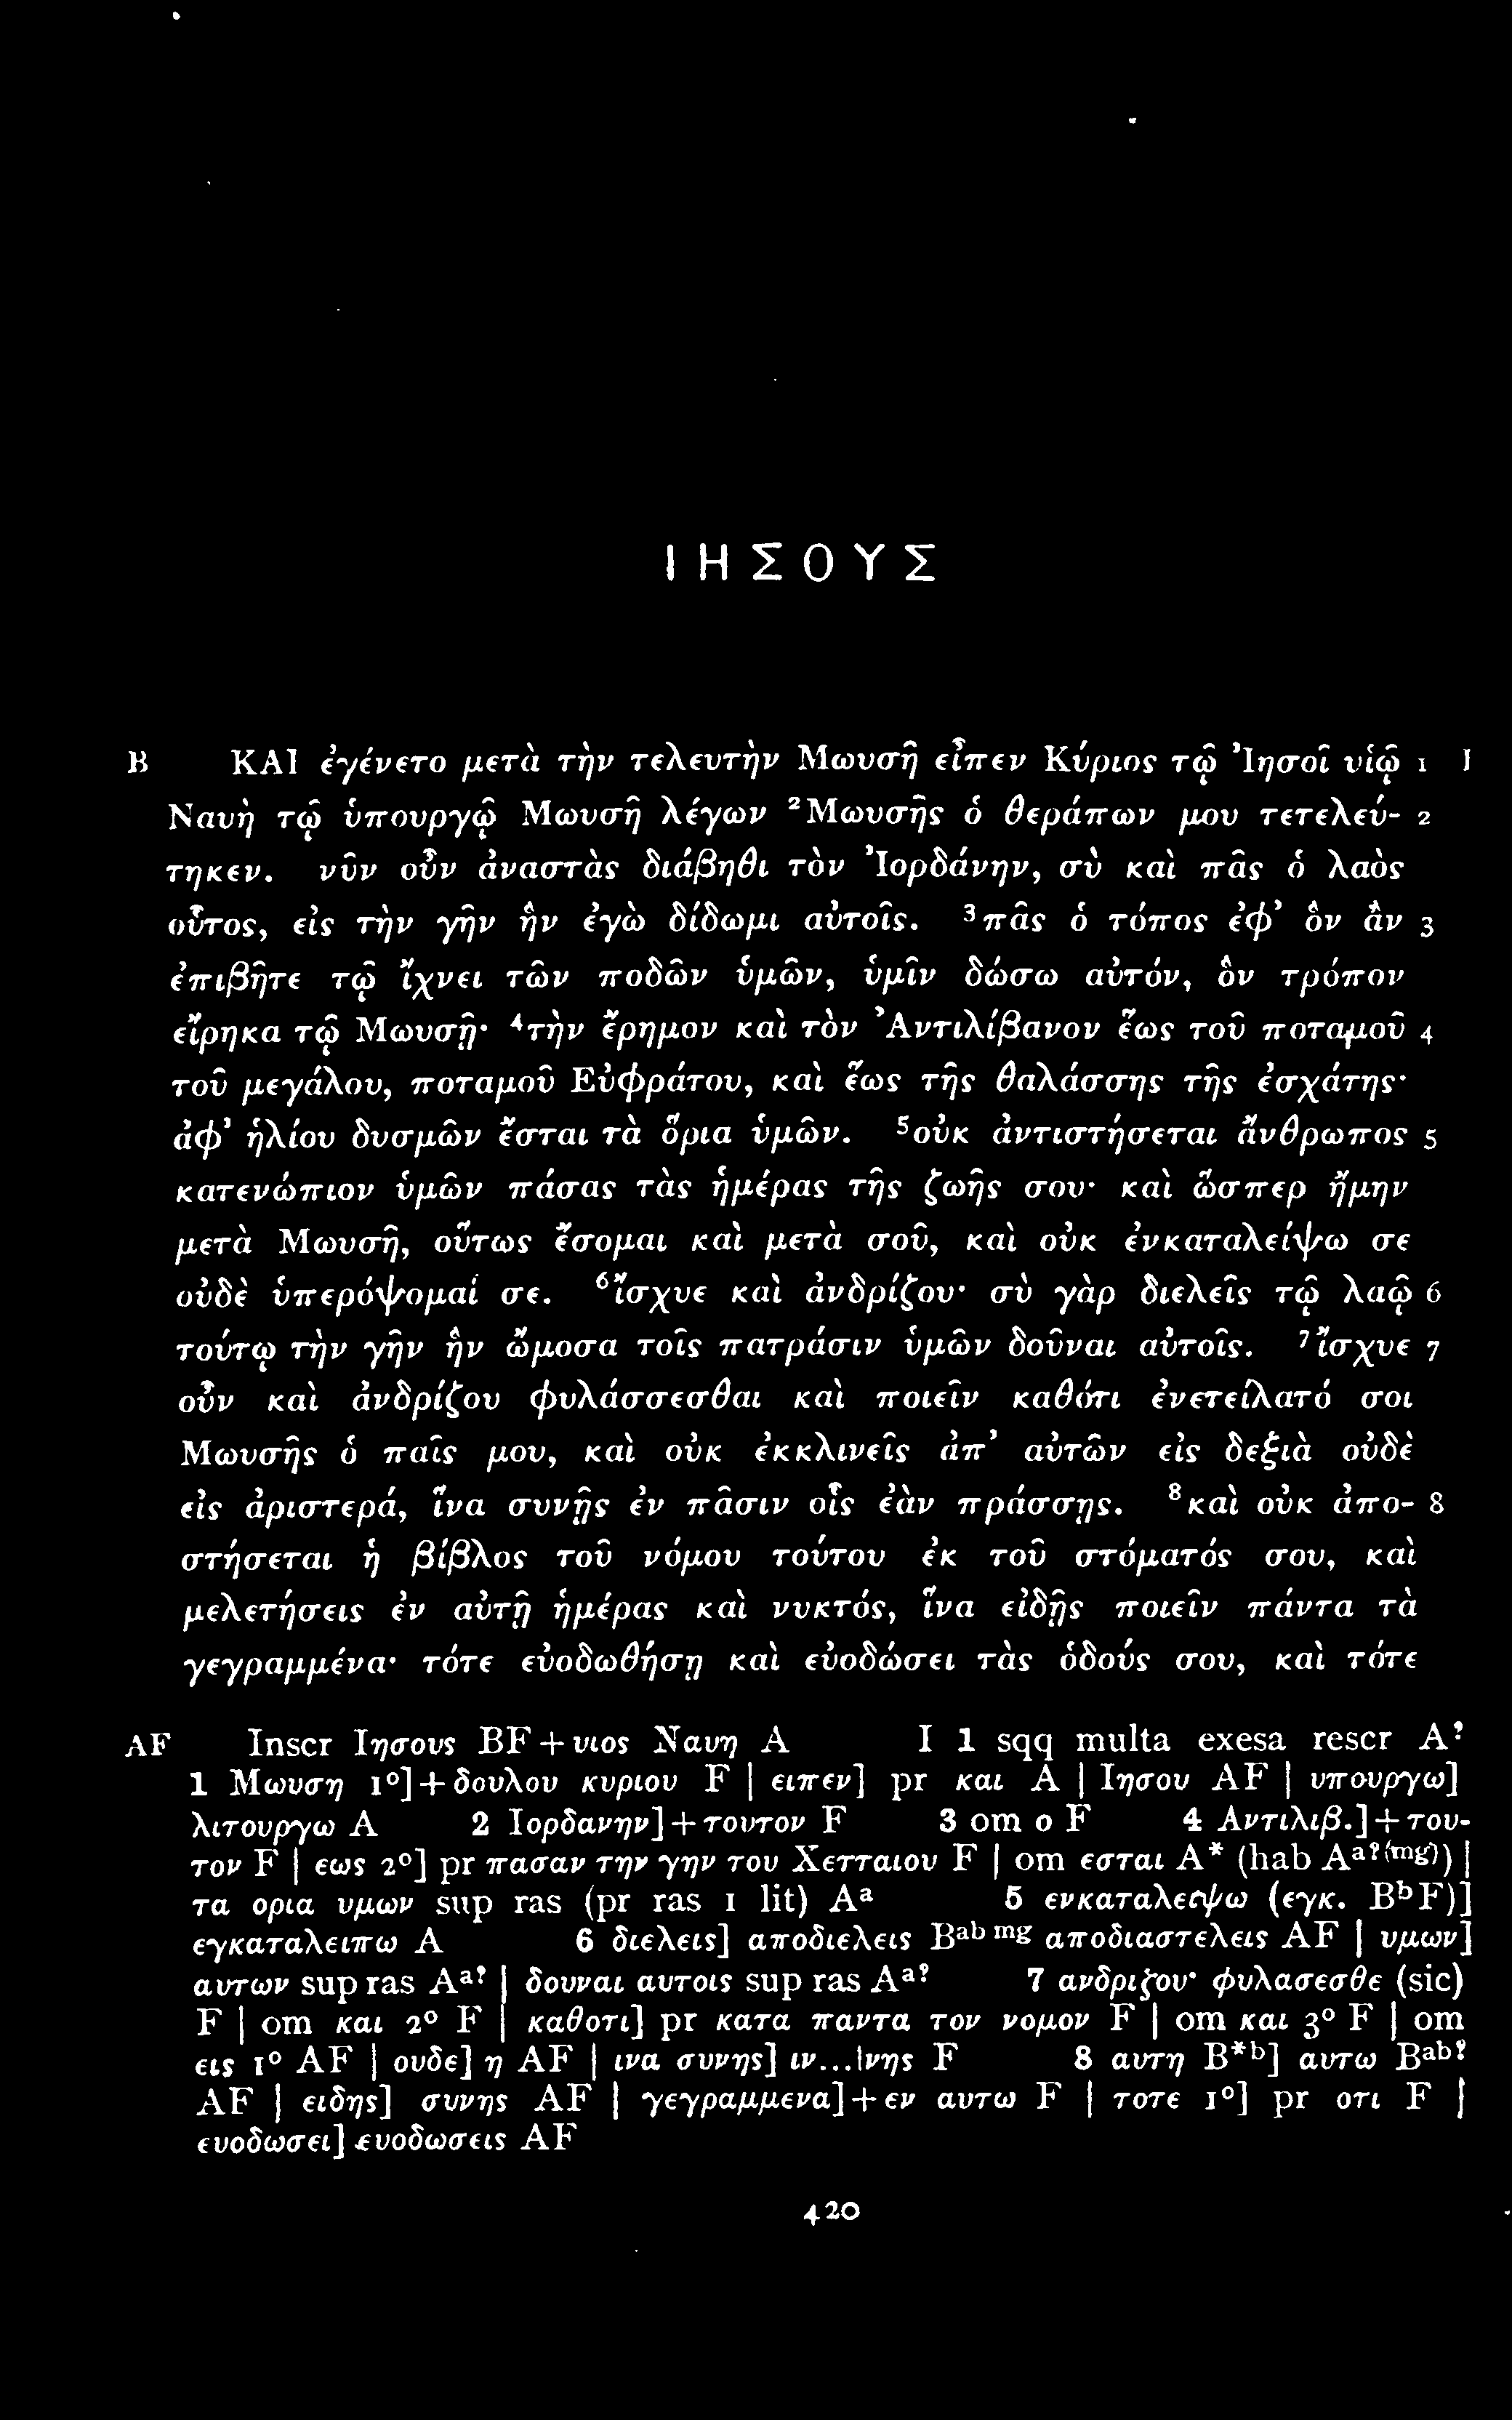 ΙΗΣΟΥΣ
B ΚΑΙ ἐγένετο μετὰ τὴν τελευτὴν Μωυσῆ εἶπεν Κύριος τῷ Ἰησοῖ υἱῷ 1 I
Ναυὴ τῷ ὑπουργῷ Μωυσῆ λέγων ²Μωυσῆς ὁ θεράπων μου τετελεύ- 2
τηκεν. νῦν οὖν ἀναστὰς διάβηθι τὸν Ἰορδάνην, σὺ καὶ πᾶς ὁ λαὸς
οὗτος, εἰς τὴν γῆν ἣν ἐγὼ δίδωμι αὐτοῖς. ³πᾶς ὁ τόπος ἐφ᾽ ὃν ἂν 3
ἐπιβῆτε τῷ ἴχνει τῶν ποδῶν ὑμῶν, ὑμῖν δώσω αὐτόν, ὃν τρόπον
εἴρηκα τῷ Μωυσῇ· ⁴τὴν ἔρημον καὶ τὸν Ἀντιλίβανον ἕως τοῦ ποταμοῦ 4
τοῦ μεγάλου, ποταμοῦ Εὐφράτου, καὶ ἕως τῆς θαλάσσης τῆς ἐσχάτης·
ἀφ᾽ ἡλίου δυσμῶν ἔσται τὰ ὅρια ὑμῶν. ⁵οὐκ ἀντιστήσεται ἄνθρωπος 5
κατενώπιον ὑμῶν πάσας τὰς ἡμέρας τῆς ζωῆς σου· καὶ ὥσπερ ἤμην
μετὰ Μωυσῆ, οὕτως ἔσομαι καὶ μετὰ σοῦ, καὶ οὐκ ἐνκαταλείψω σε
οὐδὲ ὑπερόψομαί σε. ⁶ἴσχυε καὶ ἀνδρίζου· σὺ γὰρ διελεῖς τῷ λαῷ 6
τούτῳ τὴν γῆν ἣν ὤμοσα τοῖς πατράσιν ὑμῶν δοῦναι αὐτοῖς. ⁷ἴσχυε 7
οὖν καὶ ἀνδρίζου φυλάσσεσθαι καὶ ποιεῖν καθότι ἐνετείλατό σοι
Μωυσῆς ὁ παῖς μου, καὶ οὐκ ἐκκλινεῖς ἀπ᾽ αὐτῶν εἰς δεξιὰ οὐδὲ
εἰς ἀριστερά, ἵνα συνῇς ἐν πᾶσιν οἷς ἐὰν πράσσῃς. ⁸καὶ οὐκ ἀπο- 8
στήσεται ἡ βίβλος τοῦ νόμου τούτου ἐκ τοῦ στόματός σου, καὶ
μελετήσεις ἐν αὐτῇ ἡμέρας καὶ νυκτός, ἵνα εἰδῇς ποιεῖν πάντα τὰ
γεγραμμένα· τότε εὐοδωθήσῃ καὶ εὐοδώσει τὰς ὁδούς σου, καὶ τότε
AF Inscr Ιησους BF + υιος Ναυη A I 1 sqq multa exesa rescr A?
1 Μωυση 1°] + δουλου κυριου F | ειπεν] pr και A | Ιησου AF | υπουργω]
λιτουργω A 2 Ιορδανην] + τουτον F 3 om ο F 4 Αντιλιβ.] + του-
τον F | εως 2°] pr πασαν την γην του Χετταιου F | om εσται A* (hab Aᵃ?⁽ᵐᵍ⁾) |
τα ορια υμων sup ras (pr ras 1 lit) Aᵃ 5 ενκαταλειψω (εγκ. BᵇF)]
εγκαταλειπω A 6 διελεις] αποδιελεις Bᵃᵇ ᵐᵍ αποδιαστελεις AF | υμων]
αυτων sup ras Aᵃ? | δουναι αυτοις sup ras Aᵃ? 7 ανδριζου· φυλασεσθε (sic)
F | om και 2° F | καθοτι] pr κατα παντα τον νομον F | om και 3° F | om
εις 1° AF | ουδε] η AF | ινα συνης] ιν...ινης F 8 αυτη B*ᵇ] αυτω Bᵃᵇ?
AF | ειδης] συνης AF | γεγραμμενα] + εν αυτω F | τοτε 1°] pr οτι F |
ευοδωσει] ευοδωσεις AF
420